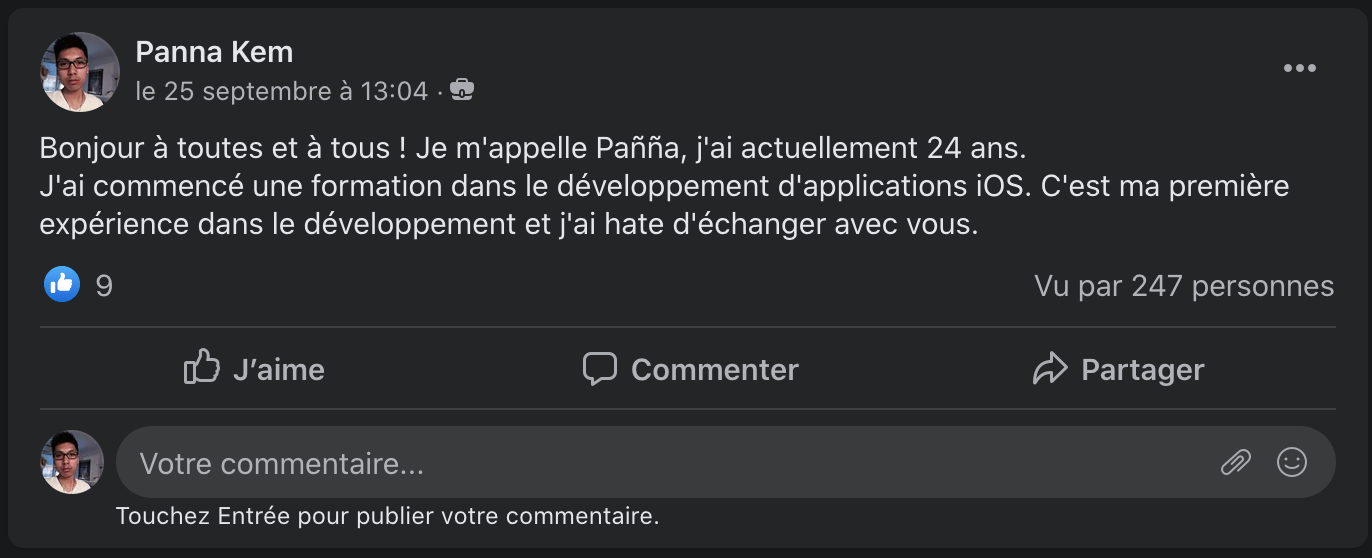 Panna Kem
le 25 septembre à 13:04 ·
Bonjour à toutes et à tous ! Je m'appelle Pañña, j'ai actuellement 24 ans.
J'ai commencé une formation dans le développement d'applications iOS. C'est ma première
expérience dans le développement et j'ai hate d'échanger avec vous.
9
Vu par 247 personnes
J’aime
Commenter
Partager
Votre commentaire...
Touchez Entrée pour publier votre commentaire.